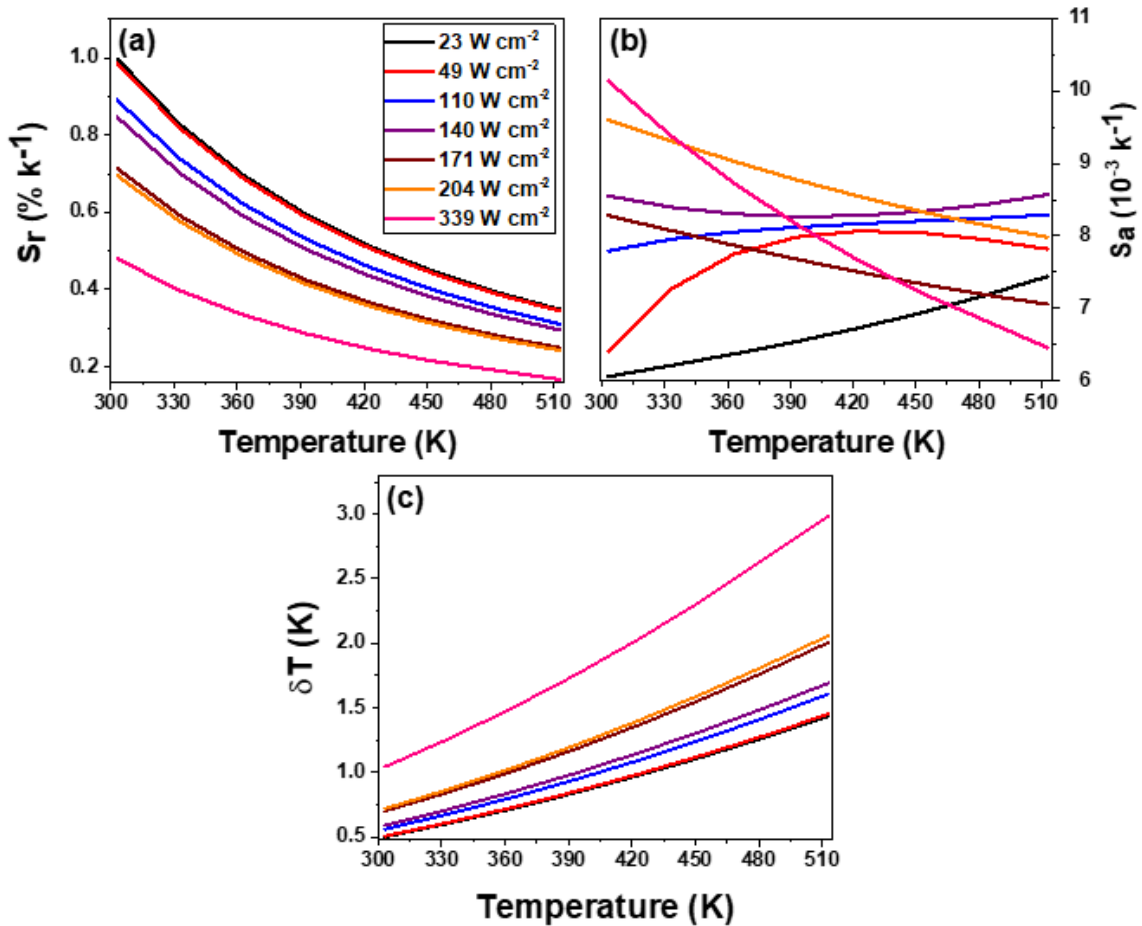 (a)
23 W cm-2
49 W cm-2
110 W cm-2
140 W cm-2
171 W cm-2
204 W cm-2
339 W cm-2
1.0
0.8
0.6
0.4
0.2
Sr (% k-1)
300 330 360 390 420 450 480 510
Temperature (K)
(b)
11
10
9
8
7
6
Sa (10-3 k-1)
300 330 360 390 420 450 480 510
Temperature (K)
(c)
3.0
2.5
2.0
1.5
1.0
0.5
δT (K)
300 330 360 390 420 450 480 510
Temperature (K)